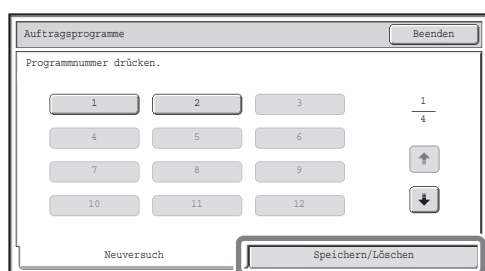 Auftragsprogramme Beenden
Programmnummer drücken.
1 2 3 1
4
4 5 6
7 8 9
10 11 12
Neuversuch Speichern/Löschen